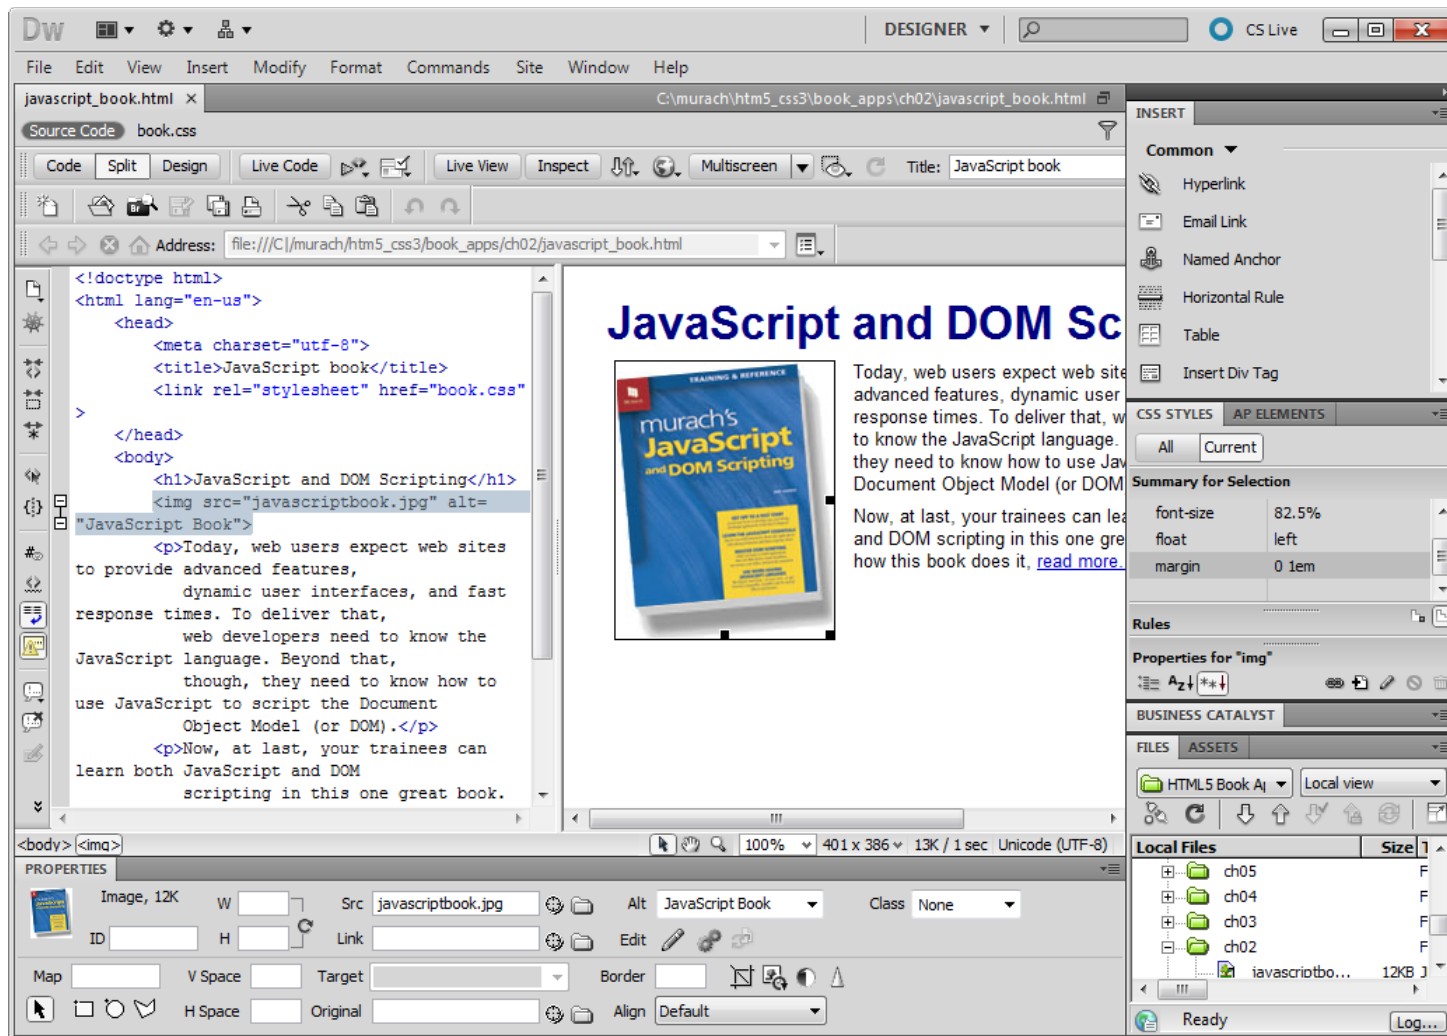 Dw DESIGNER CS Live
File Edit View Insert Modify Format Commands Site Window Help
javascript_book.html C:\murach\htm5_css3\book_apps\ch02\javascript_book.html
Source Code book.css
Code Split Design Live Code Live View Inspect Multiscreen Title: JavaScript book
Br
Address: file:///C|/murach/htm5_css3/book_apps/ch02/javascript_book.html
<!doctype html>
<html lang="en-us">
<head>
<meta charset="utf-8">
<title>JavaScript book</title>
<link rel="stylesheet" href="book.css"
>
</head>
<body>
<h1>JavaScript and DOM Scripting</h1>
<img src="javascriptbook.jpg" alt=
"JavaScript Book">
<p>Today, web users expect web sites
to provide advanced features,
dynamic user interfaces, and fast
response times. To deliver that,
web developers need to know the
JavaScript language. Beyond that,
though, they need to know how to
use JavaScript to script the Document
Object Model (or DOM).</p>
<p>Now, at last, your trainees can
learn both JavaScript and DOM
scripting in this one great book.
JavaScript and DOM Sc
TRAINING & REFERENCE
murach's
JavaScript
and DOM Scripting
Today, web users expect web site
advanced features, dynamic user
response times. To deliver that, w
to know the JavaScript language.
they need to know how to use Jav
Document Object Model (or DOM
Now, at last, your trainees can lea
and DOM scripting in this one gre
how this book does it, read more.
<body> <img> 100% 401 x 386 13K / 1 sec Unicode (UTF-8)
INSERT
Common
Hyperlink
Email Link
Named Anchor
Horizontal Rule
Table
Insert Div Tag
CSS STYLES AP ELEMENTS
All Current
Summary for Selection
font-size 82.5%
float left
margin 0 1em
Rules
Properties for "img"
AZ
BUSINESS CATALYST
FILES ASSETS
HTML5 Book Ap Local view
Local Files Size T
ch05 F
ch04 F
ch03 F
ch02 F
javascriptbo... 12KB J
Ready Log...
PROPERTIES
Image, 12K W Src javascriptbook.jpg Alt JavaScript Book Class None
ID H Link Edit
Map V Space Target Border
H Space Original Align Default